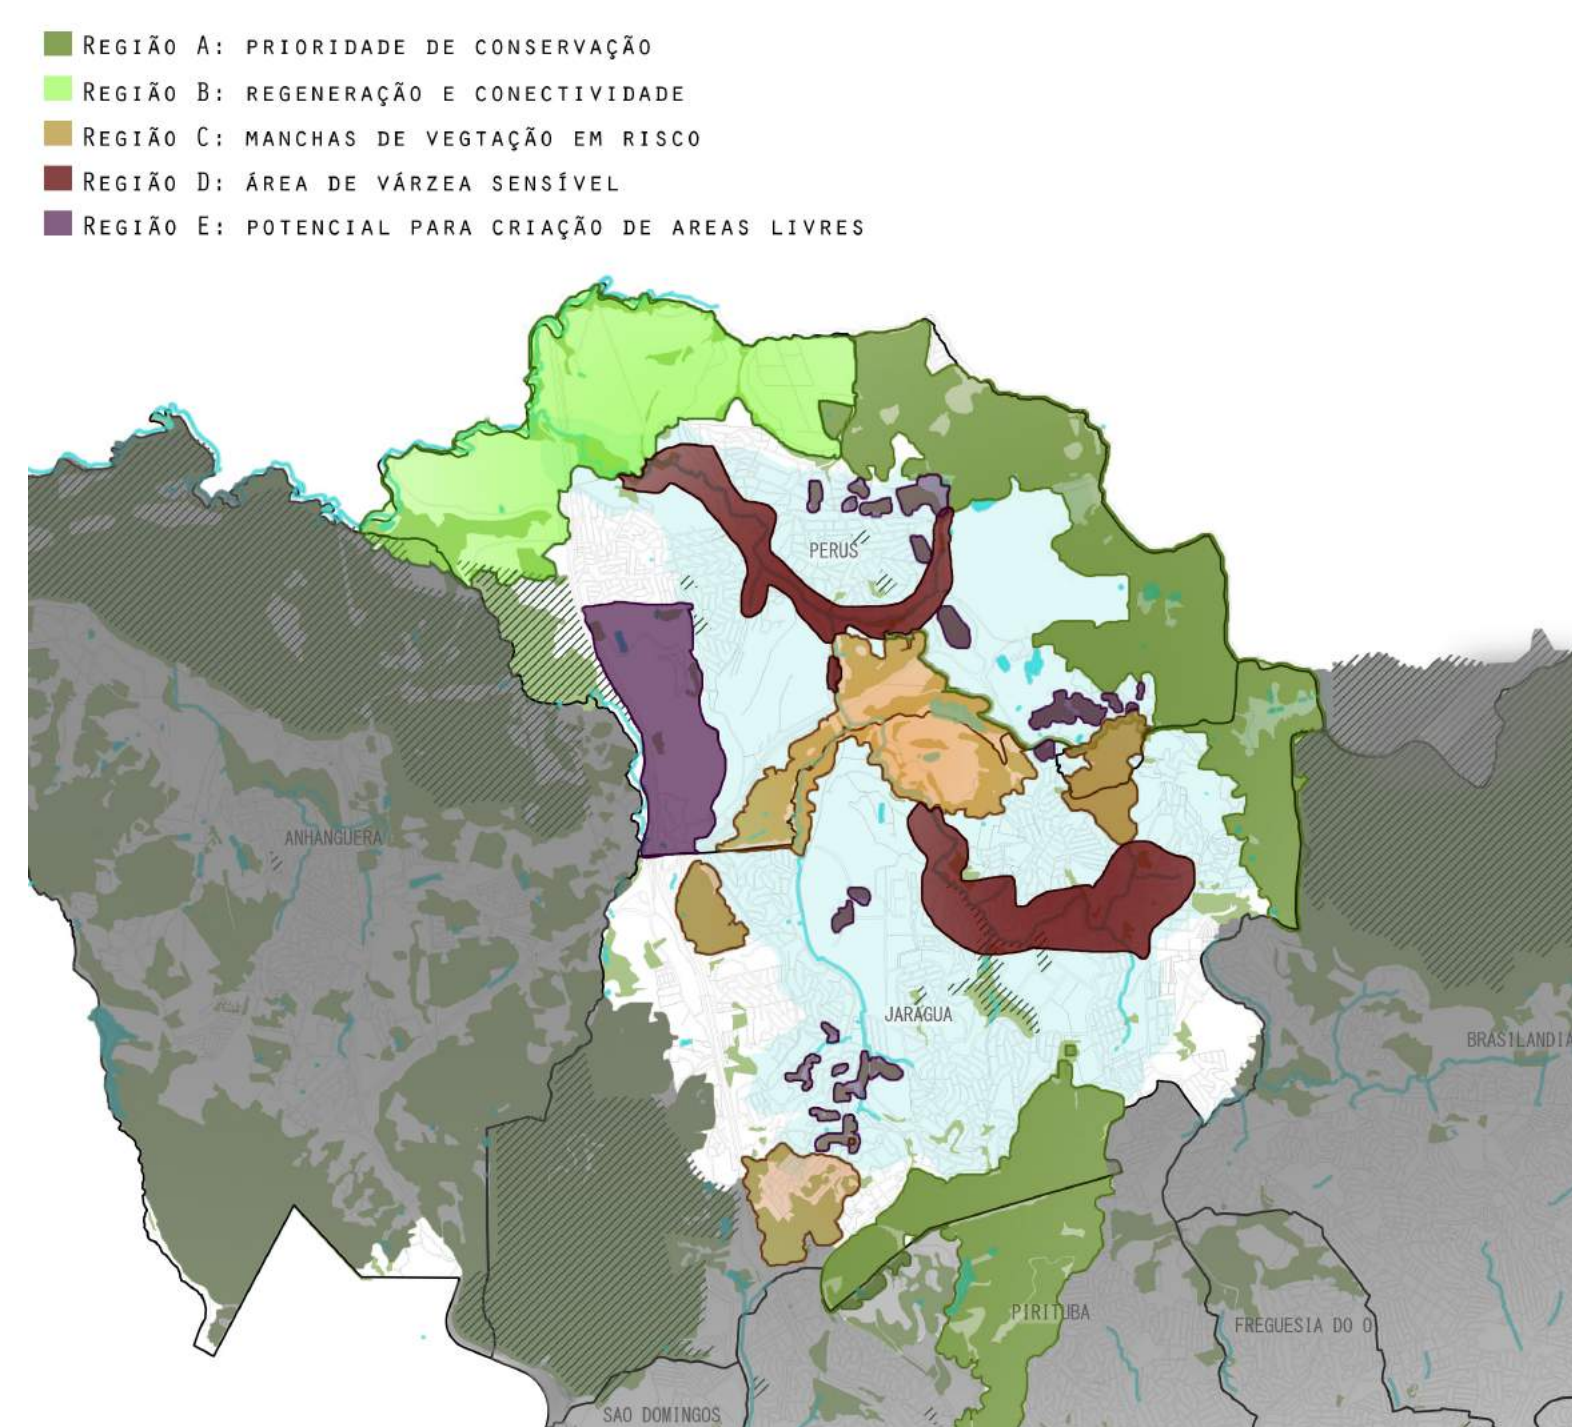 REGIÃO A: PRIORIDADE DE CONSERVAÇÃO
REGIÃO B: REGENERAÇÃO E CONECTIVIDADE
REGIÃO C: MANCHAS DE VEGTAÇÃO EM RISCO
REGIÃO D: ÁREA DE VÁRZEA SENSÍVEL
REGIÃO E: POTENCIAL PARA CRIAÇÃO DE AREAS LIVRES
PERUS
ANHANGUERA
JARAGUA
BRASILANDIA
PIRITUBA
FREGUESIA DO O
SAO DOMINGOS